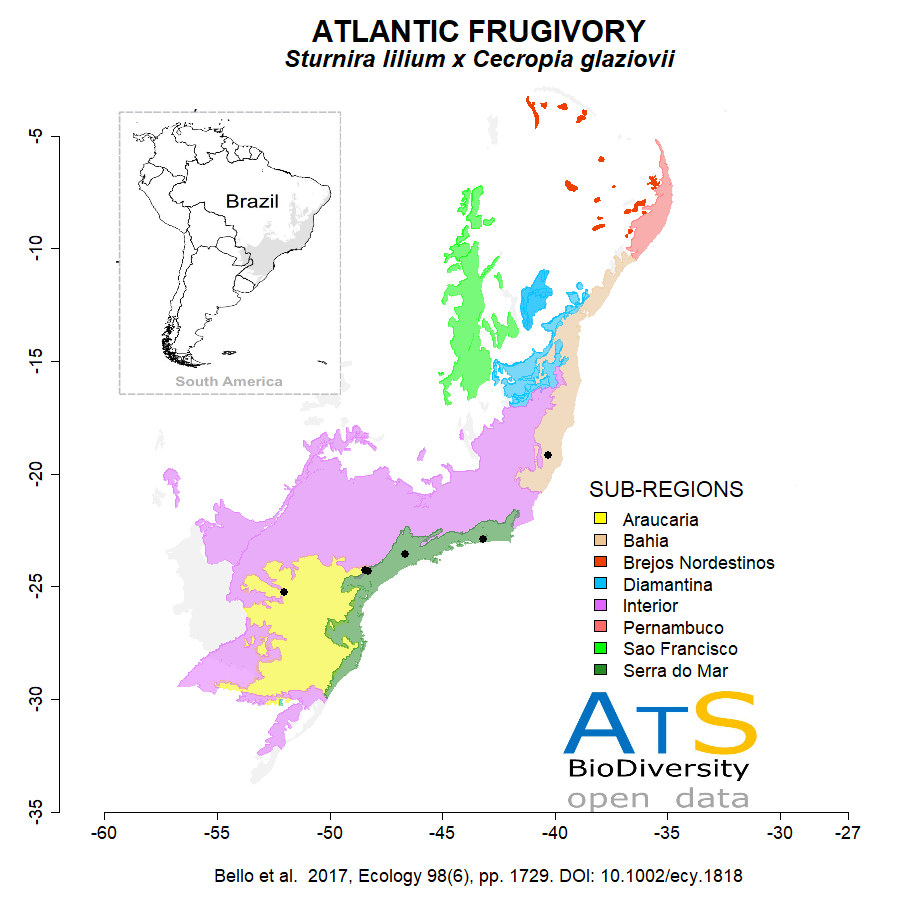 ATLANTIC FRUGIVORY
Sturnira lilium x Cecropia glaziovii
Brazil
South America
-5
-10
-15
-20
-25
-30
-35
-60
-55
-50
-45
-40
-35
-30
-27
SUB-REGIONS
Araucaria
Bahia
Brejos Nordestinos
Diamantina
Interior
Pernambuco
Sao Francisco
Serra do Mar
ATS
BioDiversity
open data
Bello et al. 2017, Ecology 98(6), pp. 1729. DOI: 10.1002/ecy.1818